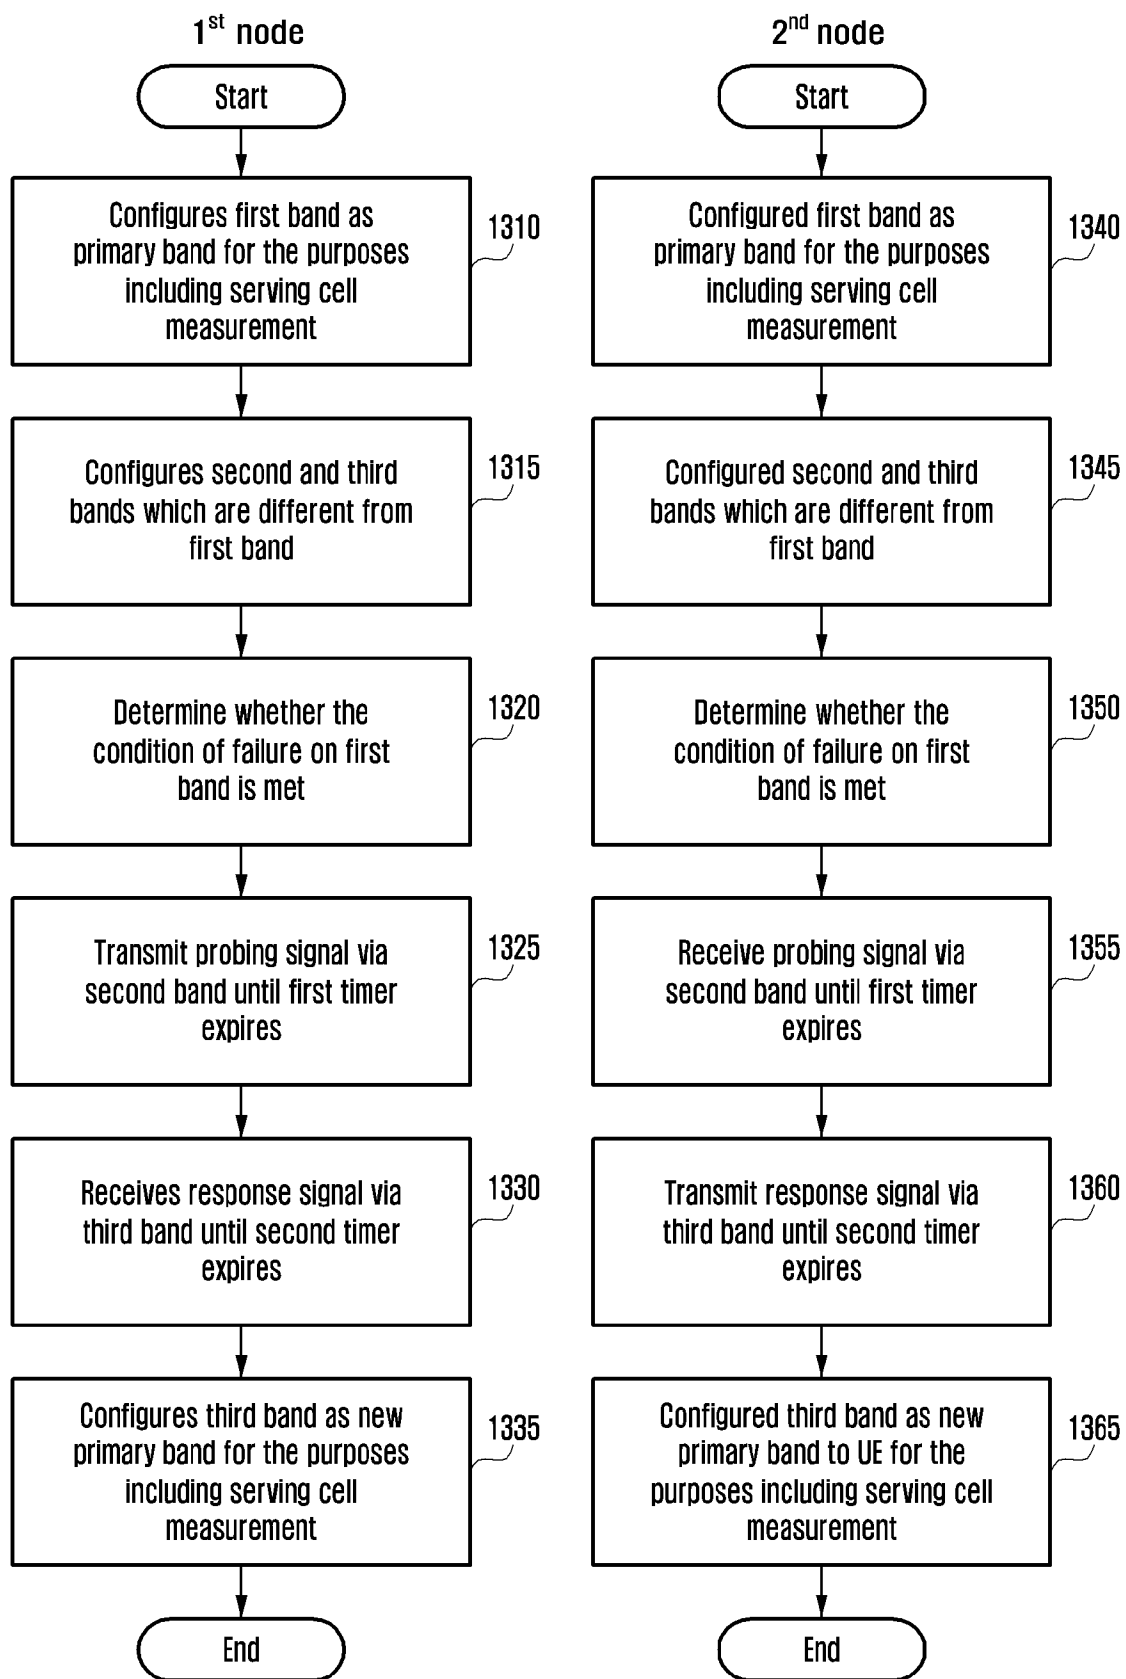 1st node
Start
Configures first band as
primary band for the purposes
including serving cell
measurement
1310
Configures second and third
bands which are different from
first band
1315
Determine whether the
condition of failure on first
band is met
1320
Transmit probing signal via
second band until first timer
expires
1325
Receives response signal via
third band until second timer
expires
1330
Configures third band as new
primary band for the purposes
including serving cell
measurement
1335
End
2nd node
Start
Configured first band as
primary band for the purposes
including serving cell
measurement
1340
Configured second and third
bands which are different from
first band
1345
Determine whether the
condition of failure on first
band is met
1350
Receive probing signal via
second band until first timer
expires
1355
Transmit response signal via
third band until second timer
expires
1360
Configured third band as new
primary band to UE for the
purposes including serving cell
measurement
1365
End